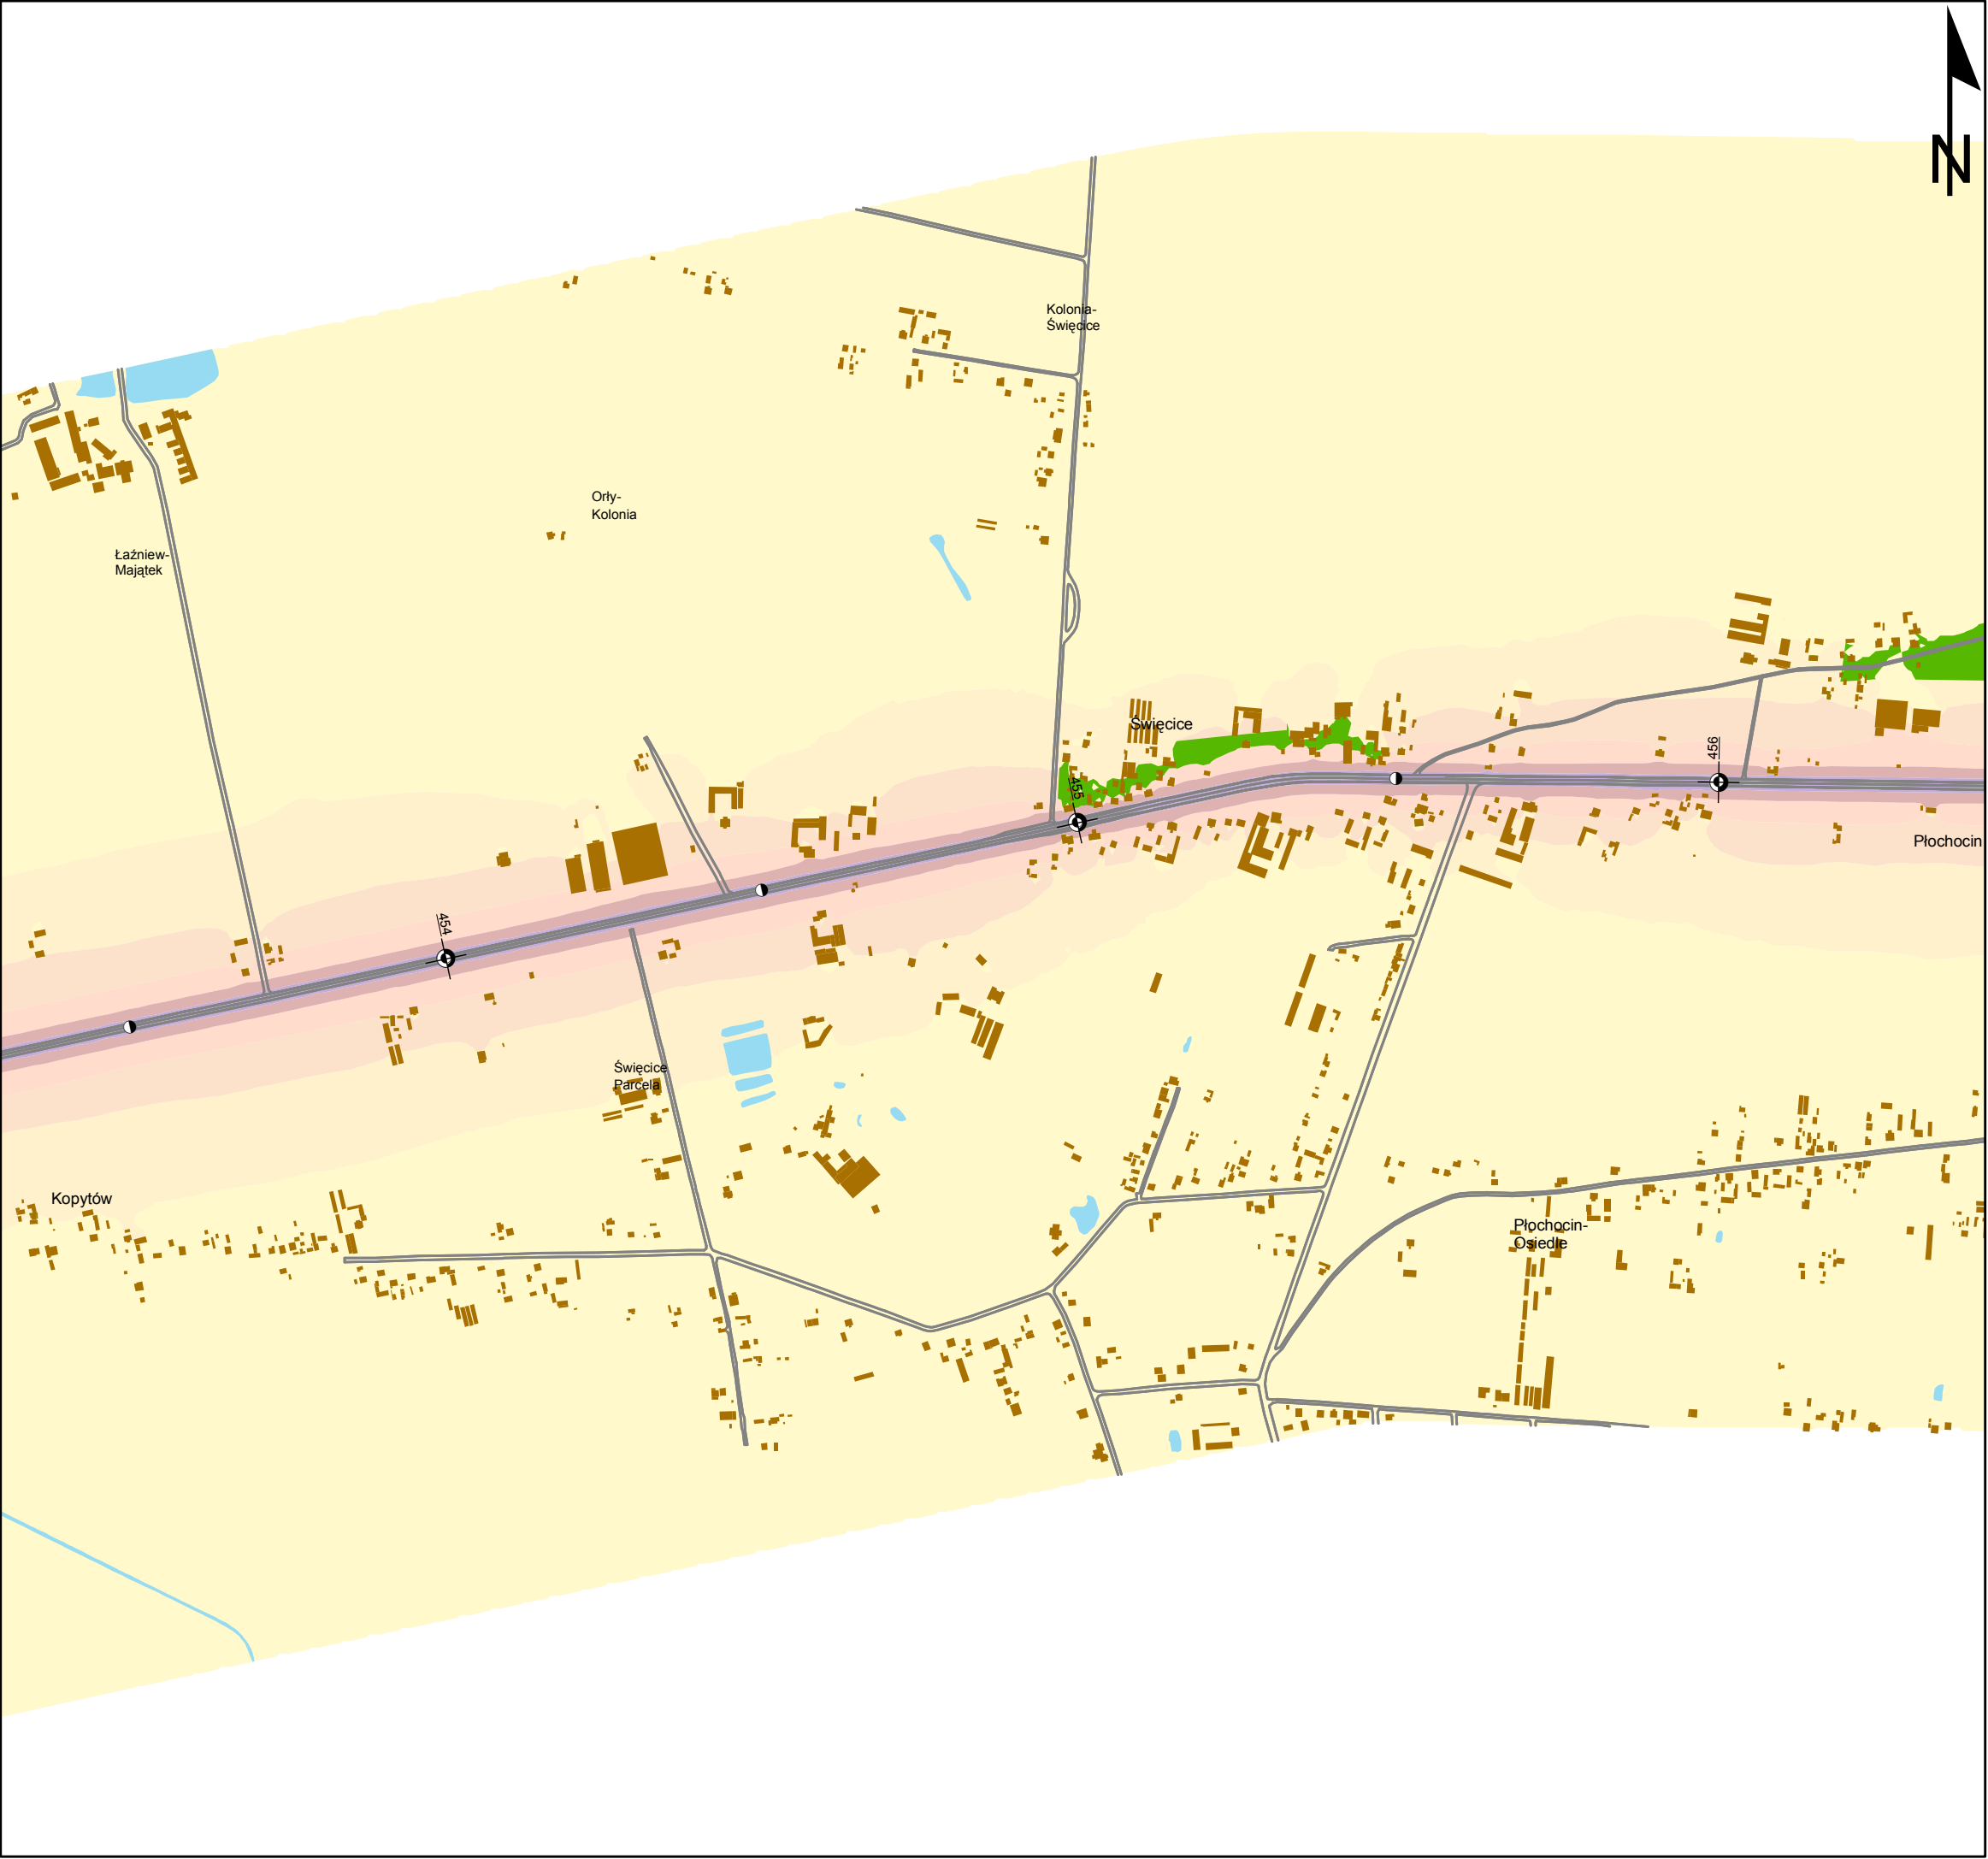 N
Kolonia-
Święcice
Orły-
Kolonia
Łaźniew-
Majątek
Święcice
456
455
Płochocin
454
Święcice
Parcela
Kopytów
Płochocin-
Osiedle